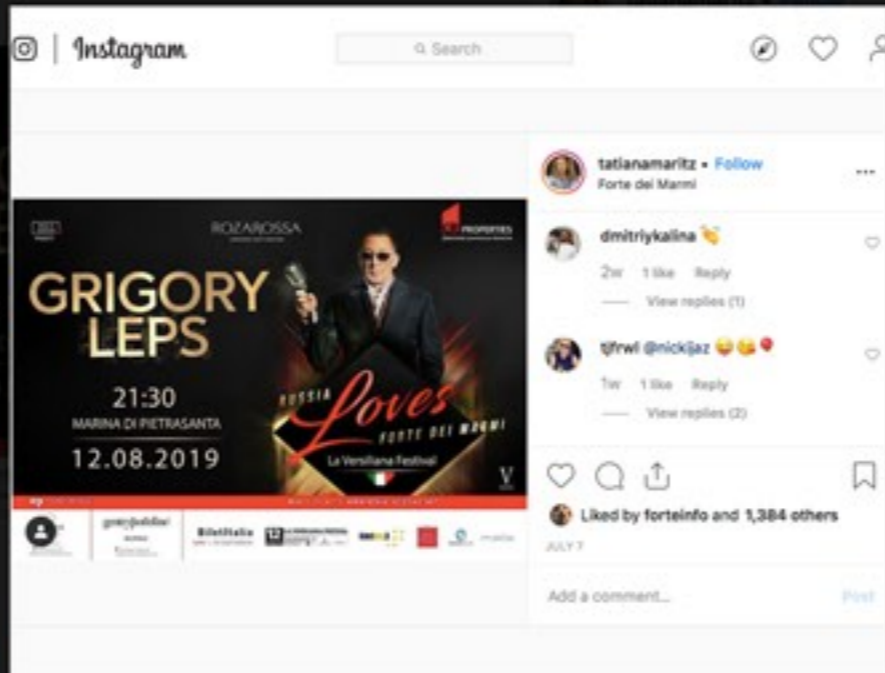 Instagram
Search
ROZAROSSA
PROPERTIES
GRIGORY
LEPS
21:30
MARINA DI PIETRASANTA
12.08.2019
RUSSIA
Loves
FORTE DEI MARMI
La Versiliana Festival
V
BiletItalia
tatianamaritz • Follow
Forte dei Marmi
dmitriykalina 👏
2w 1 like Reply
View replies (1)
tjfrwl @nickijaz 😜😘🎈
1w 1 like Reply
View replies (2)
Liked by forteinfo and 1,384 others
JULY 7
Add a comment...
Post